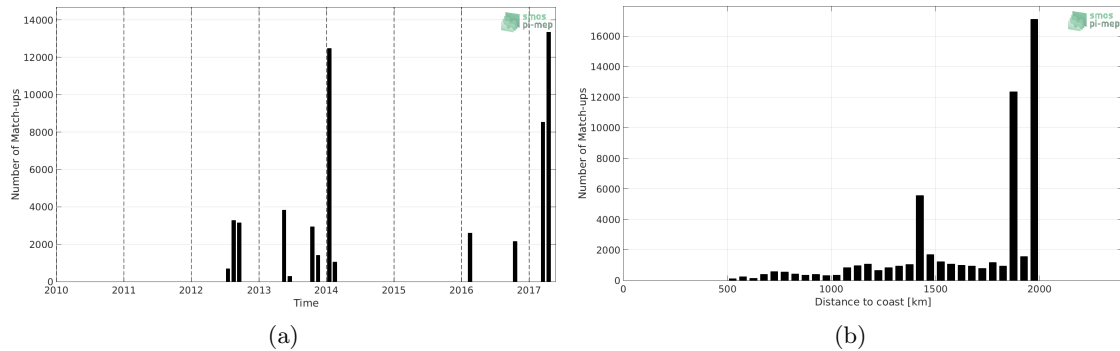 smos
pi-mep
14000
12000
10000
8000
6000
4000
2000
0
Number of Match-ups
2010 2011 2012 2013 2014 2015 2016 2017
Time
(a)
smos
pi-mep
16000
14000
12000
10000
8000
6000
4000
2000
0
Number of Match-ups
0 500 1000 1500 2000
Distance to coast [km]
(b)